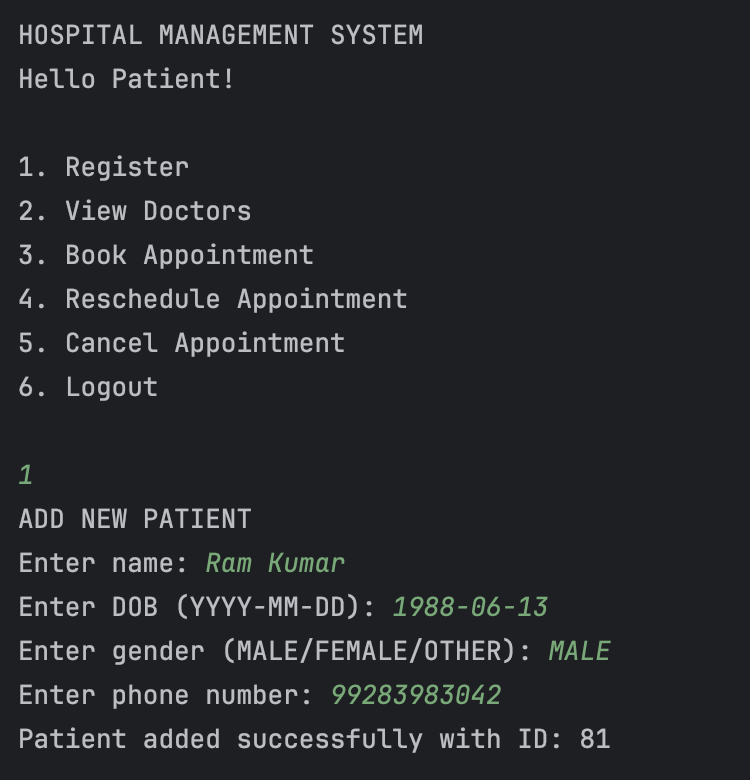 HOSPITAL MANAGEMENT SYSTEM
Hello Patient!
1. Register
2. View Doctors
3. Book Appointment
4. Reschedule Appointment
5. Cancel Appointment
6. Logout
1
ADD NEW PATIENT
Enter name: Ram Kumar
Enter DOB (YYYY-MM-DD): 1988-06-13
Enter gender (MALE/FEMALE/OTHER): MALE
Enter phone number: 99283983042
Patient added successfully with ID: 81